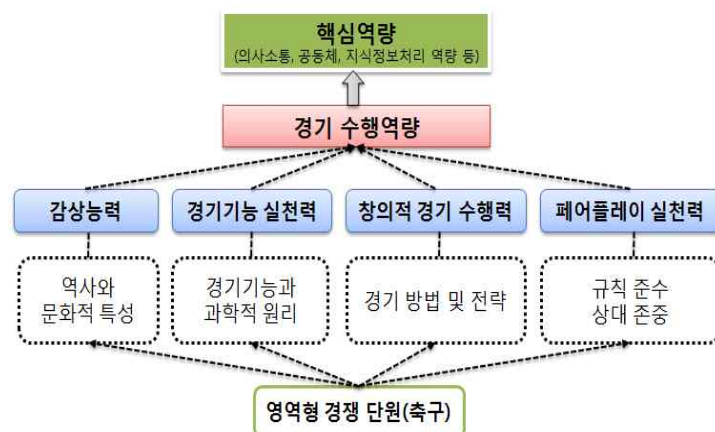 핵심역량
(의사소통, 공동체, 지식정보처리 역량 등)
경기 수행역량
감상능력
경기기능 실천력
창의적 경기 수행력
페어플레이 실천력
역사와
문화적 특성
경기기능과
과학적 원리
경기 방법 및 전략
규칙 준수
상대 존중
영역형 경쟁 단원(축구)